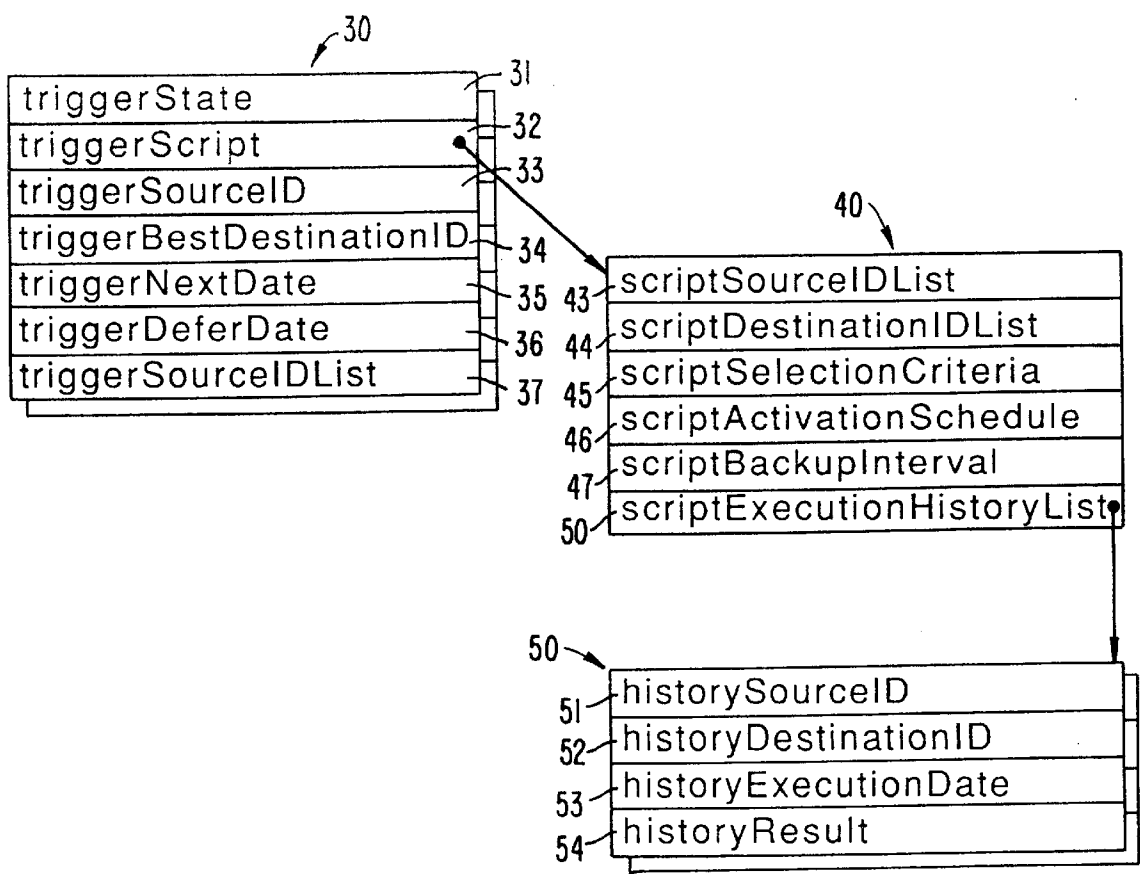 30
triggerState 31
triggerScript 32
triggerSourceID 33
triggerBestDestinationID 34
triggerNextDate 35
triggerDeferDate 36
triggerSourceIDList 37
40
43 scriptSourceIDList
44 scriptDestinationIDList
45 scriptSelectionCriteria
46 scriptActivationSchedule
47 scriptBackupInterval
50 scriptExecutionHistoryList
50
51 historySourceID
52 historyDestinationID
53 historyExecutionDate
54 historyResult